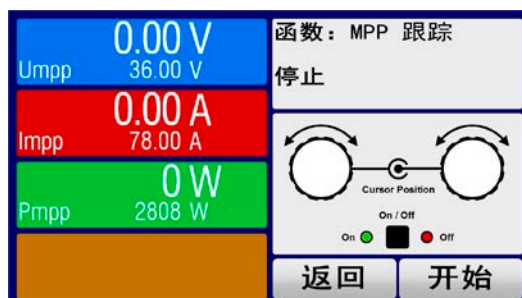 0.00 V
Umpp 36.00 V
0.00 A
Impp 78.00 A
0 W
Pmpp 2808 W
函数: MPP 跟踪
停止
Cursor Position
On / Off
On Off
返回 开始